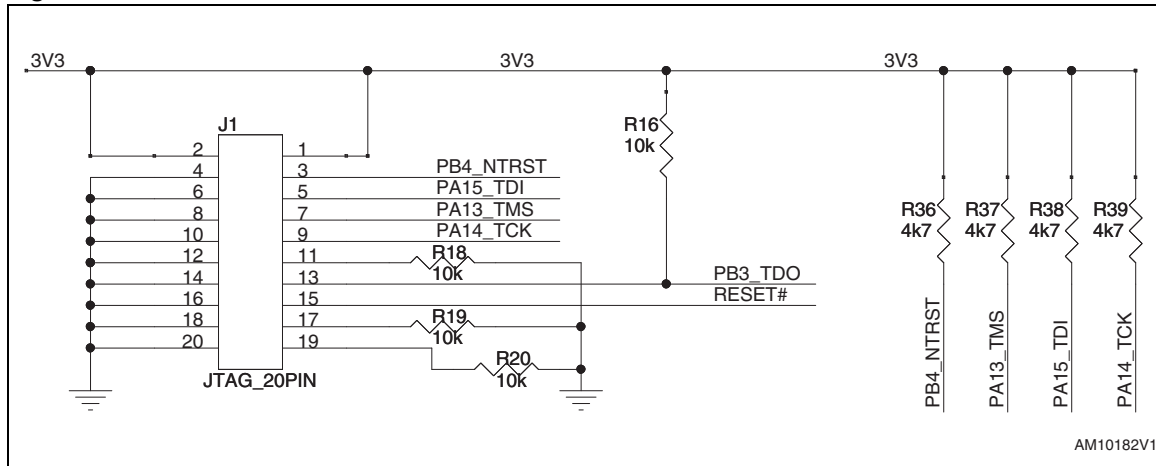 3V3 3V3 3V3
J1
R16
10k
2 1
4 3 PB4_NTRST
6 5 PA15_TDI
8 7 PA13_TMS
10 9 PA14_TCK
R36 R37 R38 R39
4k7 4k7 4k7 4k7
12 11 R18
10k
14 13 PB3_TDO
16 15 RESET#
18 17 R19
10k
20 19 R20
10k
JTAG_20PIN
PB4_NTRST
PA13_TMS
PA15_TDI
PA14_TCK
AM10182V1